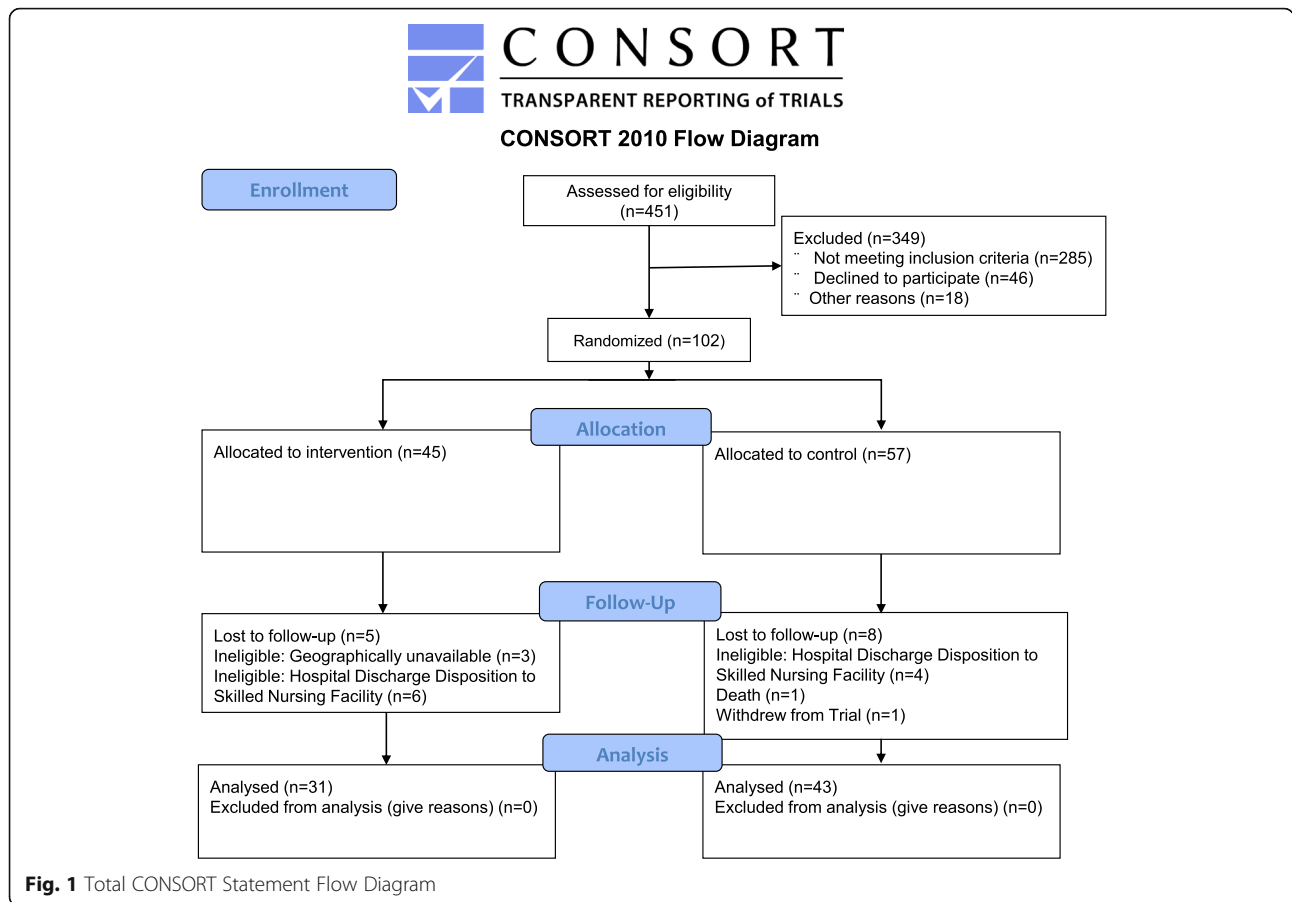 CONSORT
TRANSPARENT REPORTING of TRIALS
CONSORT 2010 Flow Diagram
Enrollment
Assessed for eligibility
(n=451)
Excluded (n=349)
¨ Not meeting inclusion criteria (n=285)
¨ Declined to participate (n=46)
¨ Other reasons (n=18)
Randomized (n=102)
Allocation
Allocated to intervention (n=45)
Allocated to control (n=57)
Follow-Up
Lost to follow-up (n=5)
Ineligible: Geographically unavailable (n=3)
Ineligible: Hospital Discharge Disposition to
Skilled Nursing Facility (n=6)
Lost to follow-up (n=8)
Ineligible: Hospital Discharge Disposition to
Skilled Nursing Facility (n=4)
Death (n=1)
Withdrew from Trial (n=1)
Analysis
Analysed (n=31)
Excluded from analysis (give reasons) (n=0)
Analysed (n=43)
Excluded from analysis (give reasons) (n=0)
Fig. 1 Total CONSORT Statement Flow Diagram